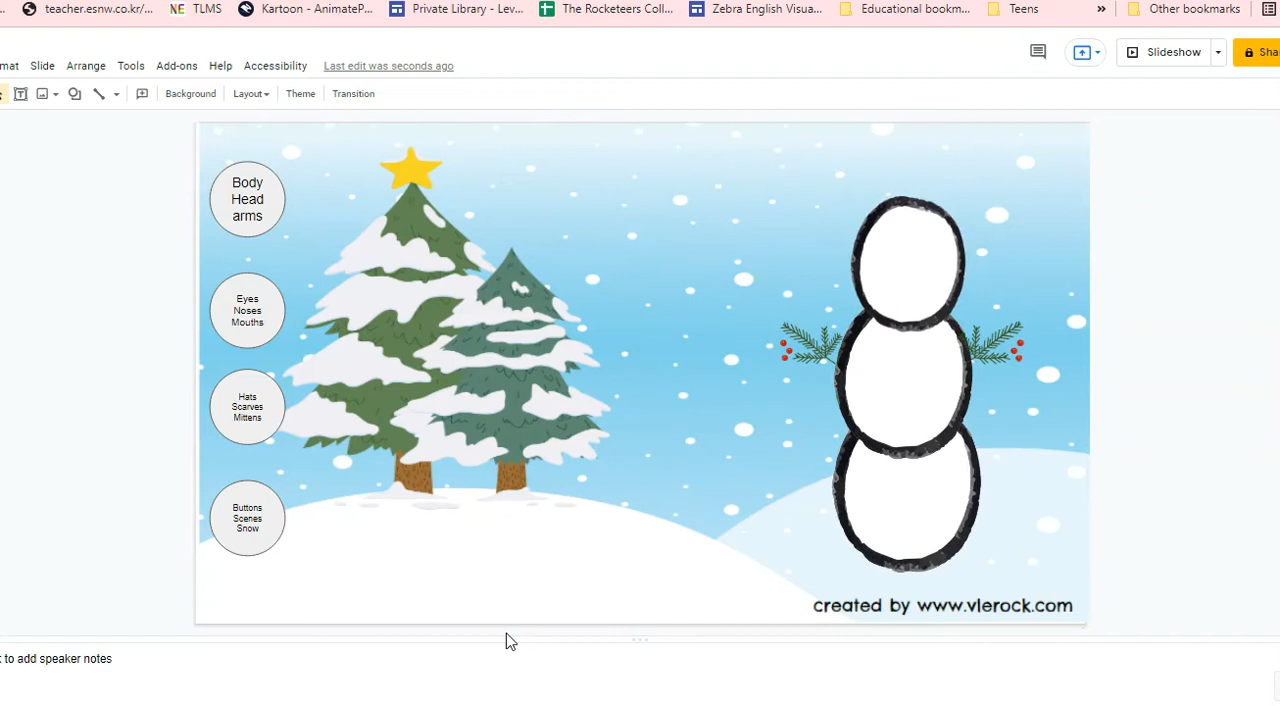 teacher.esnw.co.kr/... TLMS Kartoon - AnimateP... Private Library - Lev... The Rocketeers Coll... Zebra English Visua... Educational bookm... Teens » Other bookmarks
Slideshow
Format Slide Arrange Tools Add-ons Help Accessibility Last edit was seconds ago
Background Layout Theme Transition
Body
Head
arms
Eyes
Noses
Mouths
Hats
Scarves
Mittens
Buttons
Scenes
Snow
created by www.vlerock.com
to add speaker notes